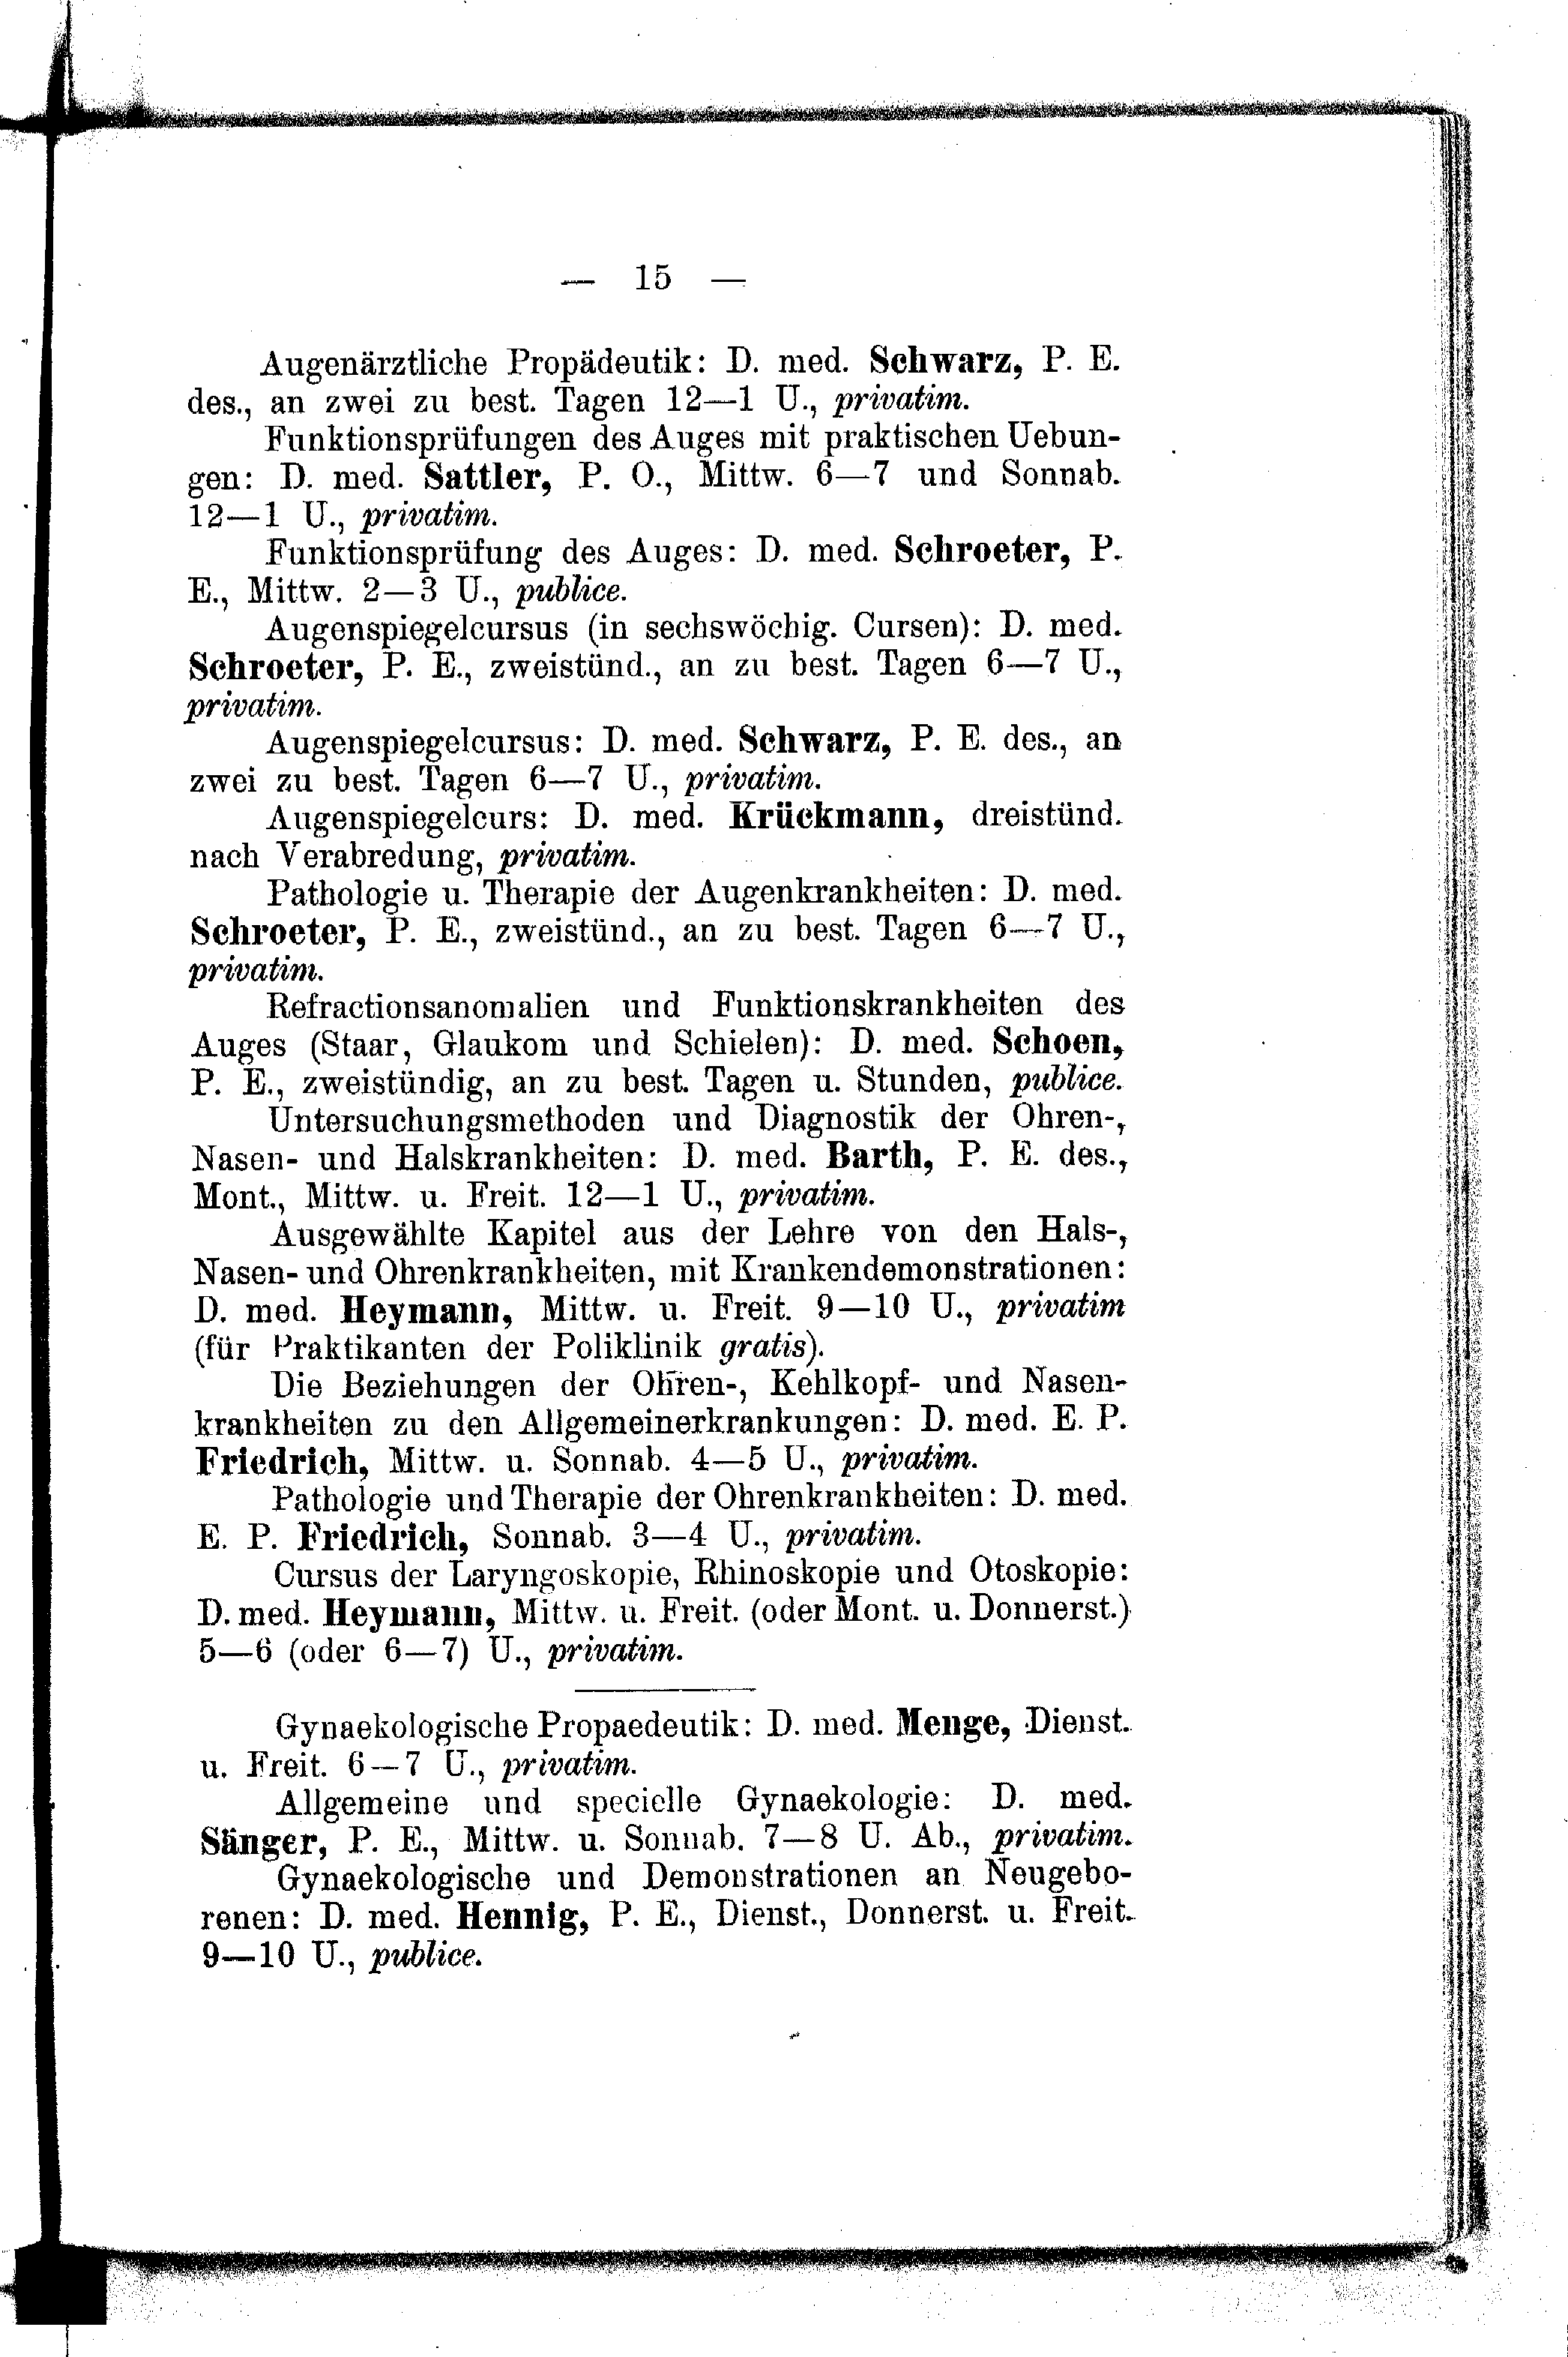 — 15 —
Augenärztliche Propädeutik: D. med. Schwarz, P. E.
des., an zwei zu best. Tagen 12—1 U., privatim.
Funktionsprüfungen des Auges mit praktischen Uebun-
gen: D. med. Sattler, P. O., Mittw. 6—7 und Sonnab.
12—1 U., privatim.
Funktionsprüfung des Auges: D. med. Schroeter, P.
E., Mittw. 2—3 U., publice.
Augenspiegelcursus (in sechswöchig. Cursen): D. med.
Schroeter, P. E., zweistünd., an zu best. Tagen 6—7 U.,
privatim.
Augenspiegelcursus: D. med. Schwarz, P. E. des., an
zwei zu best. Tagen 6—7 U., privatim.
Augenspiegelcurs: D. med. Krückmann, dreistünd.
nach Verabredung, privatim.
Pathologie u. Therapie der Augenkrankheiten: D. med.
Schroeter, P. E., zweistünd., an zu best. Tagen 6—7 U.,
privatim.
Refractionsanomalien und Funktionskrankheiten des
Auges (Staar, Glaukom und Schielen): D. med. Schoen,
P. E., zweistündig, an zu best. Tagen u. Stunden, publice.
Untersuchungsmethoden und Diagnostik der Ohren-,
Nasen- und Halskrankheiten: D. med. Barth, P. E. des.,
Mont., Mittw. u. Freit. 12—1 U., privatim.
Ausgewählte Kapitel aus der Lehre von den Hals-,
Nasen- und Ohrenkrankheiten, mit Krankendemonstrationen:
D. med. Heymann, Mittw. u. Freit. 9—10 U., privatim
(für Praktikanten der Poliklinik gratis).
Die Beziehungen der Ohren-, Kehlkopf- und Nasen-
krankheiten zu den Allgemeinerkrankungen: D. med. E. P.
Friedrich, Mittw. u. Sonnab. 4—5 U., privatim.
Pathologie und Therapie der Ohrenkrankheiten: D. med.
E. P. Friedrich, Sonnab. 3—4 U., privatim.
Cursus der Laryngoskopie, Rhinoskopie und Otoskopie:
D. med. Heymann, Mittw. u. Freit. (oder Mont. u. Donnerst.)
5—6 (oder 6—7) U., privatim.
Gynaekologische Propaedeutik: D. med. Menge, Dienst.
u. Freit. 6—7 U., privatim.
Allgemeine und specielle Gynaekologie: D. med.
Sänger, P. E., Mittw. u. Sonnab. 7—8 U. Ab., privatim.
Gynaekologische und Demonstrationen an Neugebo-
renen: D. med. Hennig, P. E., Dienst., Donnerst. u. Freit.
9—10 U., publice.